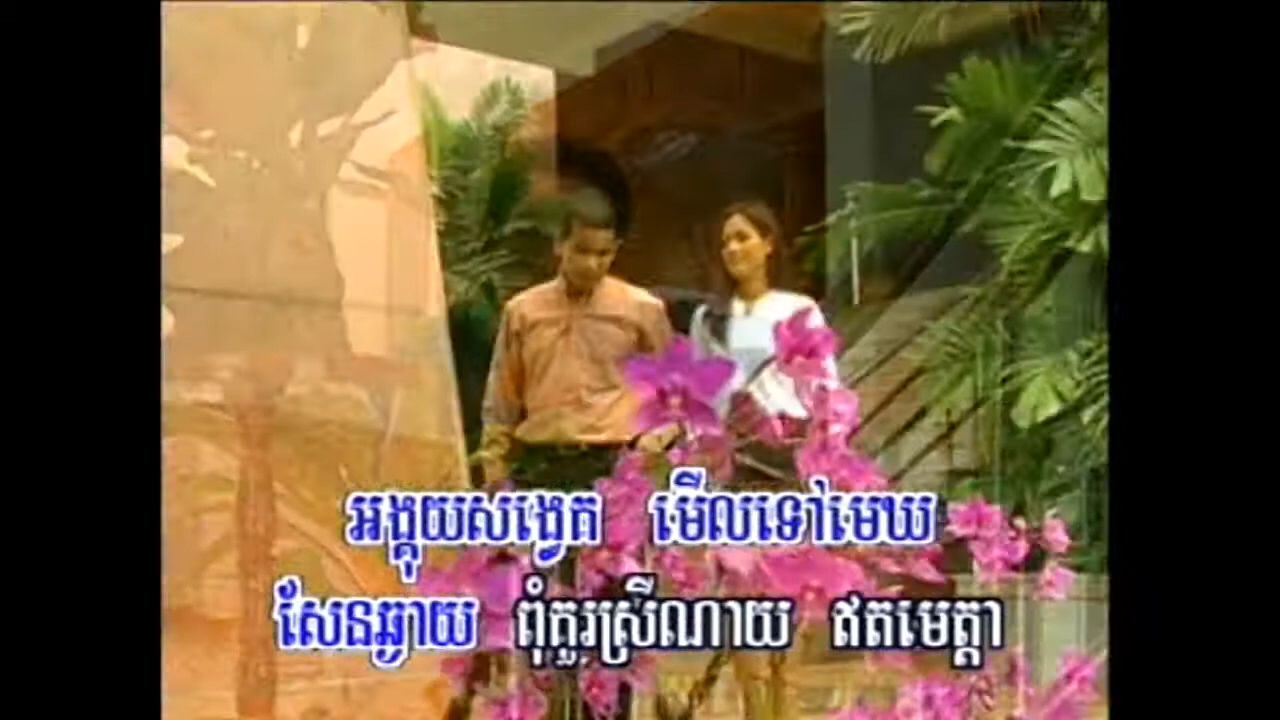 អង្គុយសង្វេគ មើលទៅមេឃ
សែនឆ្ងាយ ពុំគួរស្រីណាយ ឥតមេត្តា